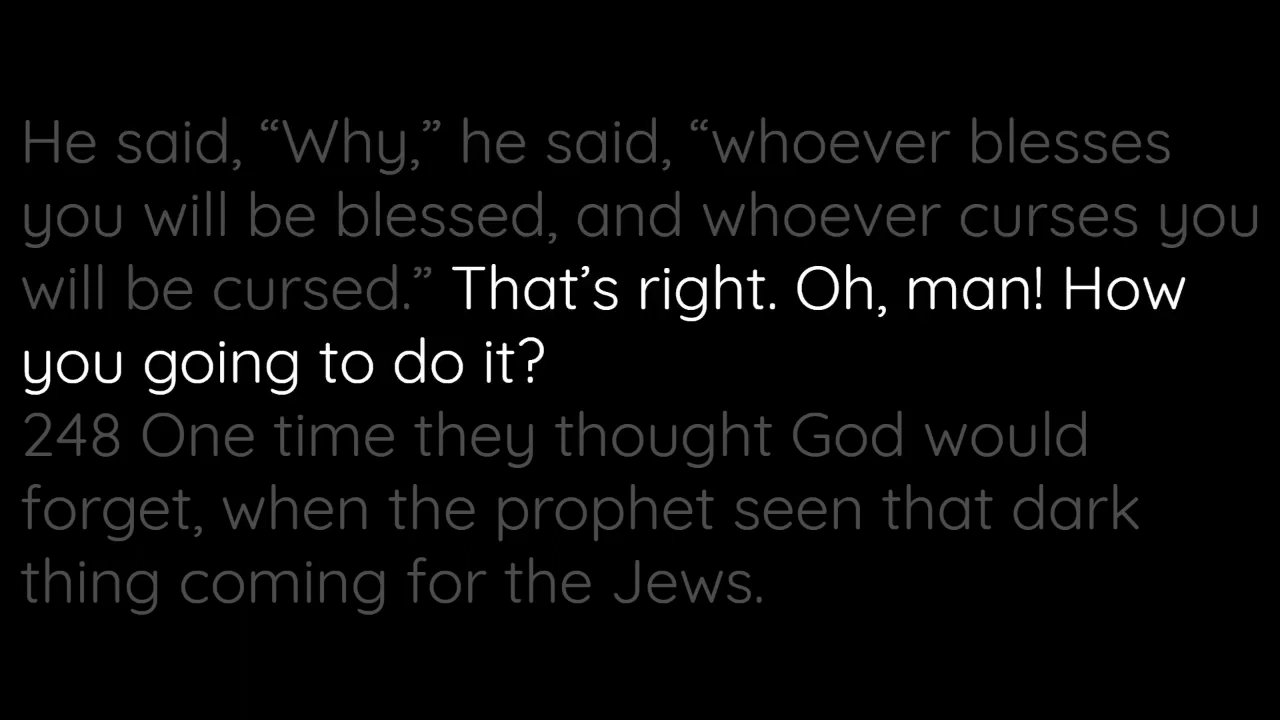 He said, “Why,” he said, “whoever blesses
you will be blessed, and whoever curses you
will be cursed.” That’s right. Oh, man! How
you going to do it?
248 One time they thought God would
forget, when the prophet seen that dark
thing coming for the Jews.